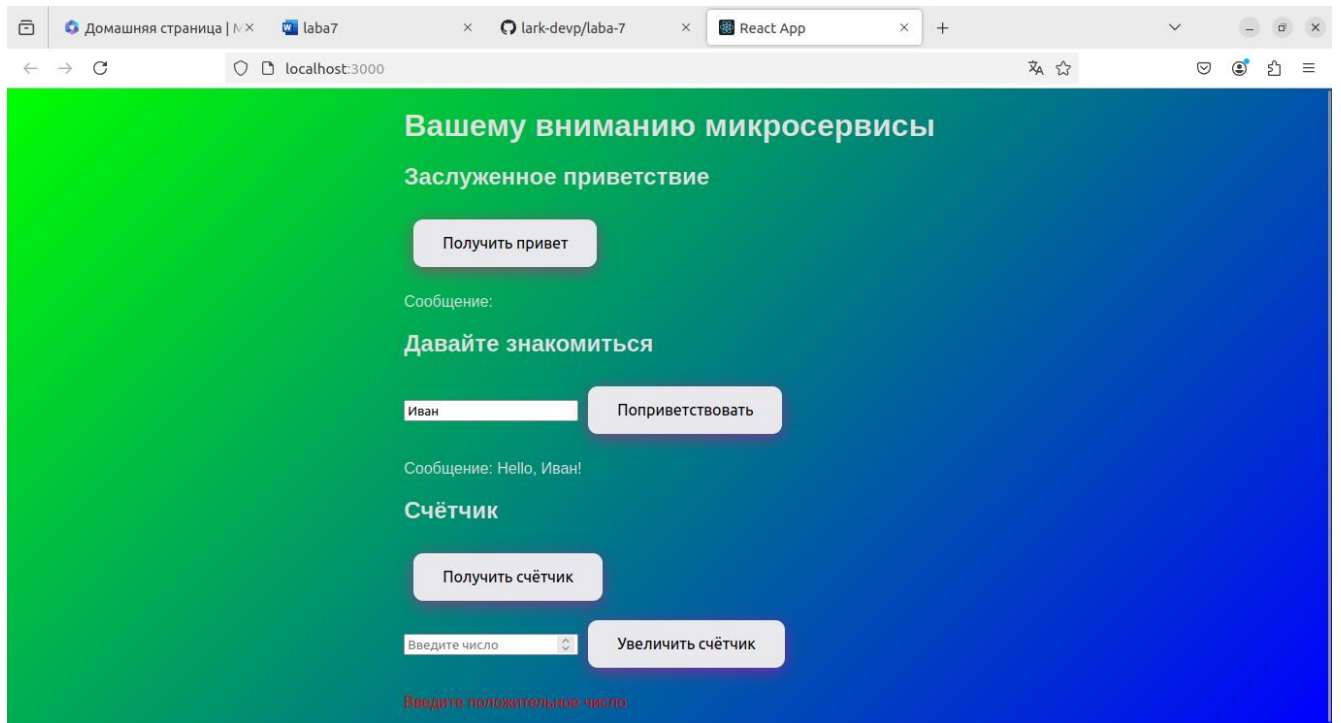 Домашняя страница | М
laba7
lark-devp/laba-7
React App
localhost:3000
Вашему вниманию микросервисы
Заслуженное приветствие
Получить привет
Сообщение:
Давайте знакомиться
Иван Поприветствовать
Сообщение: Hello, Иван!
Счётчик
Получить счётчик
Введите число Увеличить счётчик
Введите положительное число